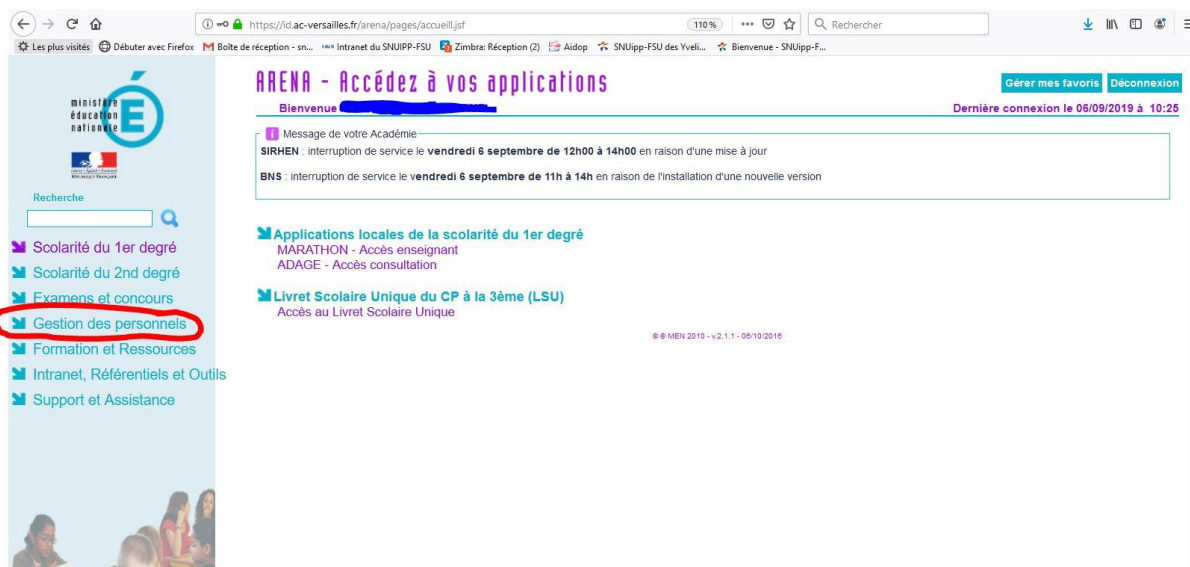 https://id.ac-versailles.fr/arena/pages/accueill.jsf
110%
Rechercher
Les plus visités
Débuter avec Firefox
Boîte de réception - sn...
Intranet du SNUIPP-FSU
Zimbra: Réception (2)
Aidop
SNUipp-FSU des Yveli...
Bienvenue - SNUipp-F...
ministère
éducation
nationale
Liberté • Égalité • Fraternité
République Française
Recherche
Scolarité du 1er degré
Scolarité du 2nd degré
Examens et concours
Gestion des personnels
Formation et Ressources
Intranet, Référentiels et Outils
Support et Assistance
ARENA - Accédez à vos applications
Gérer mes favoris
Déconnexion
Bienvenue
Dernière connexion le 06/09/2019 à 10:25
Message de votre Académie
SIRHEN : interruption de service le vendredi 6 septembre de 12h00 à 14h00 en raison d'une mise à jour
BNS : interruption de service le vendredi 6 septembre de 11h à 14h en raison de l'installation d'une nouvelle version
Applications locales de la scolarité du 1er degré
MARATHON - Accès enseignant
ADAGE - Accès consultation
Livret Scolaire Unique du CP à la 3ème (LSU)
Accès au Livret Scolaire Unique
® ® MEN 2010 - v.2.1.1 - 06/10/2016